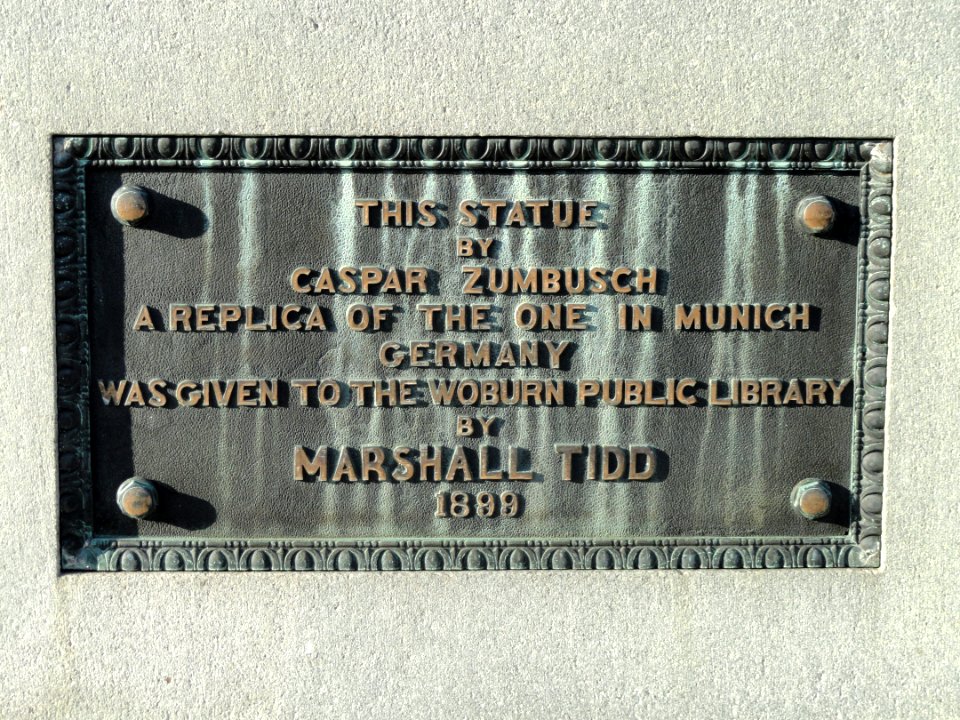 THIS STATUE
BY
CASPAR ZUMBUSCH
A REPLICA OF THE ONE IN MUNICH
GERMANY
WAS GIVEN TO THE WOBURN PUBLIC LIBRARY
BY
MARSHALL TIDD
1899